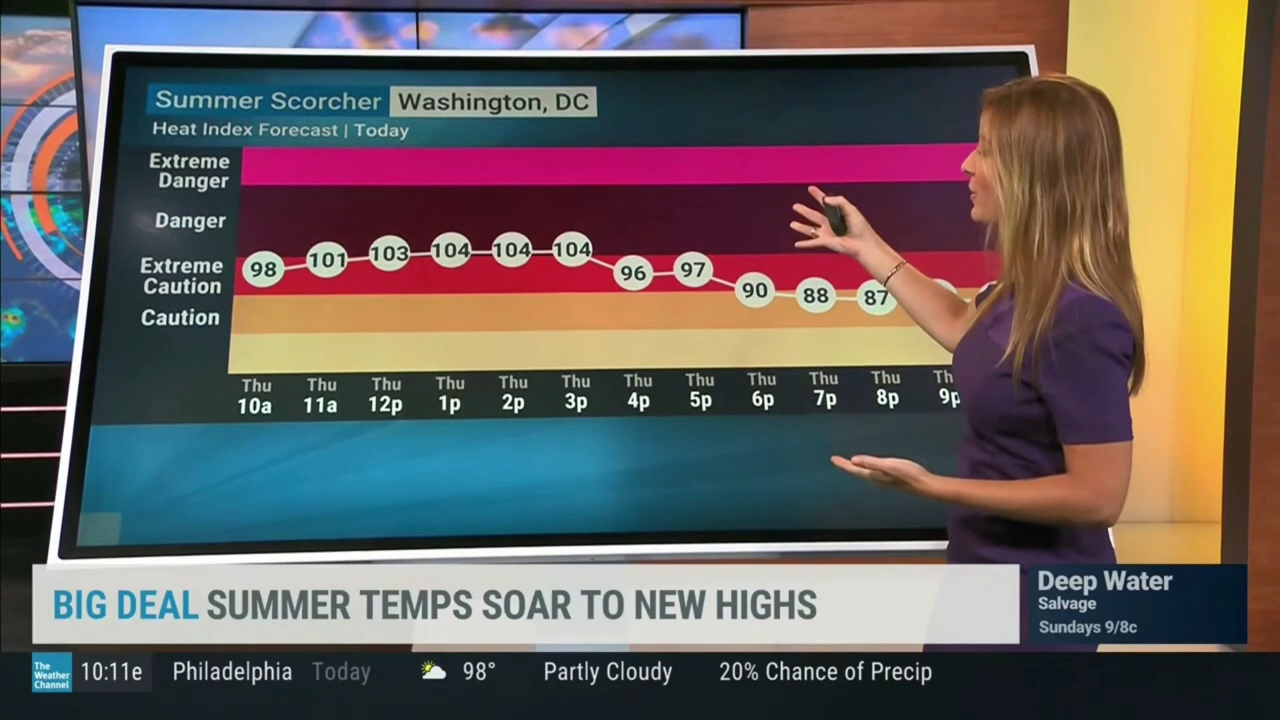 Summer Scorcher Washington, DC
Heat Index Forecast | Today
Extreme
Danger
Danger
Extreme
Caution
Caution
98 101 103 104 104 104 96 97 90 88 87
Thu Thu Thu Thu Thu Thu Thu Thu Thu Thu Thu Th
10a 11a 12p 1p 2p 3p 4p 5p 6p 7p 8p 9p
BIG DEAL SUMMER TEMPS SOAR TO NEW HIGHS
Deep Water
Salvage
Sundays 9/8c
The
Weather
Channel
10:11e Philadelphia Today 98° Partly Cloudy 20% Chance of Precip